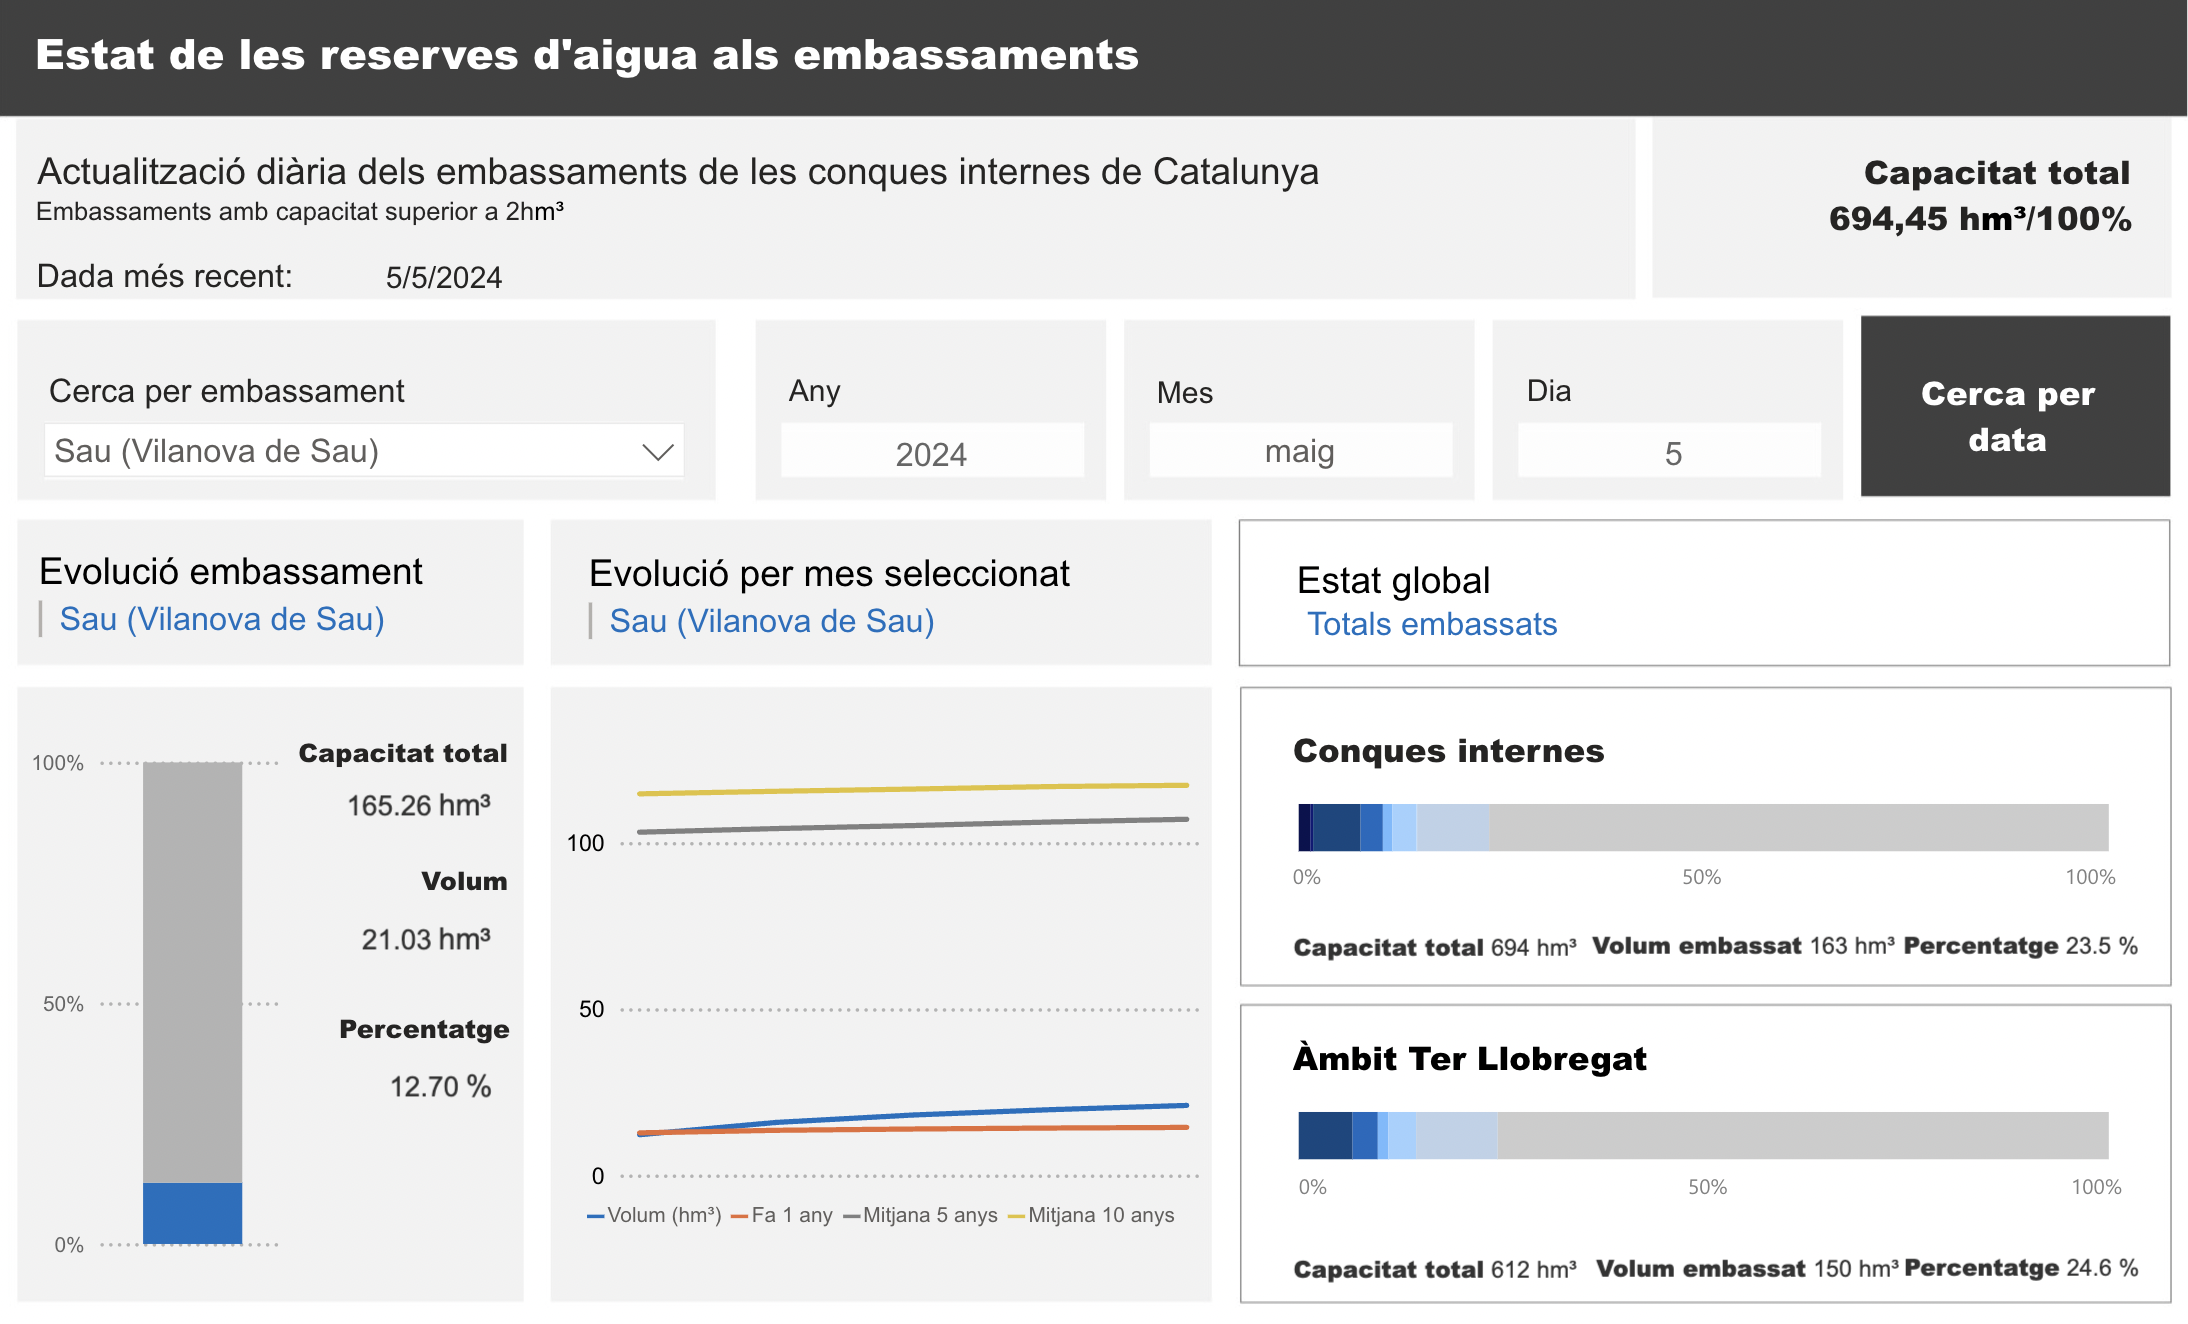 Estat de les reserves d'aigua als embassaments
Actualització diària dels embassaments de les conques internes de Catalunya
Embassaments amb capacitat superior a 2hm³
Dada més recent: 5/5/2024
Capacitat total
694,45 hm³/100%
Cerca per embassament
Sau (Vilanova de Sau)
Any
2024
Mes
maig
Dia
5
Cerca per
data
Evolució embassament
Sau (Vilanova de Sau)
Evolució per mes seleccionat
Sau (Vilanova de Sau)
Estat global
Totals embassats
100%
50%
0%
Capacitat total
165.26 hm³
Volum
21.03 hm³
Percentatge
12.70 %
100
50
0
Volum (hm³) Fa 1 any Mitjana 5 anys Mitjana 10 anys
Conques internes
0% 50% 100%
Capacitat total 694 hm³ Volum embassat 163 hm³ Percentatge 23.5 %
Àmbit Ter Llobregat
0% 50% 100%
Capacitat total 612 hm³ Volum embassat 150 hm³ Percentatge 24.6 %